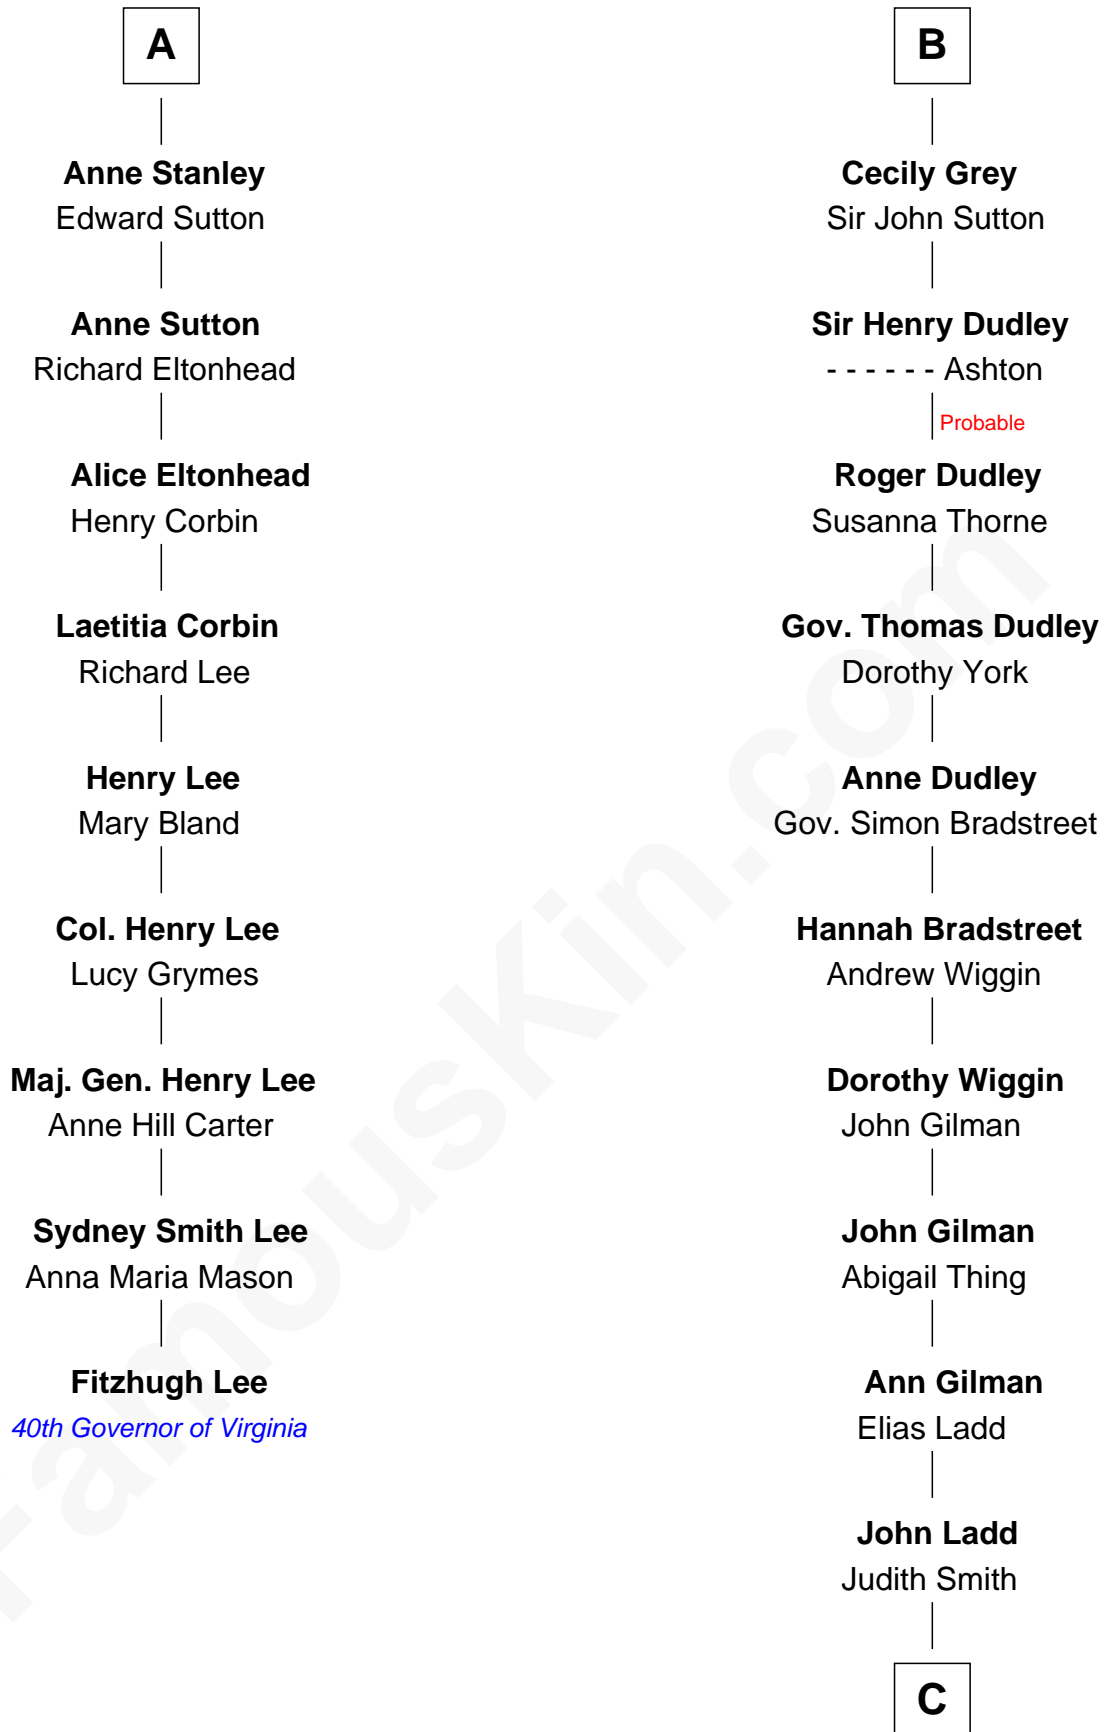 A
Anne Stanley
Edward Sutton
Anne Sutton
Richard Eltonhead
Alice Eltonhead
Henry Corbin
Laetitia Corbin
Richard Lee
Henry Lee
Mary Bland
Col. Henry Lee
Lucy Grymes
Maj. Gen. Henry Lee
Anne Hill Carter
Sydney Smith Lee
Anna Maria Mason
Fitzhugh Lee
40th Governor of Virginia
B
Cecily Grey
Sir John Sutton
Sir Henry Dudley
- - - - - - Ashton
Probable
Roger Dudley
Susanna Thorne
Gov. Thomas Dudley
Dorothy York
Anne Dudley
Gov. Simon Bradstreet
Hannah Bradstreet
Andrew Wiggin
Dorothy Wiggin
John Gilman
John Gilman
Abigail Thing
Ann Gilman
Elias Ladd
John Ladd
Judith Smith
C
FamousKin.com